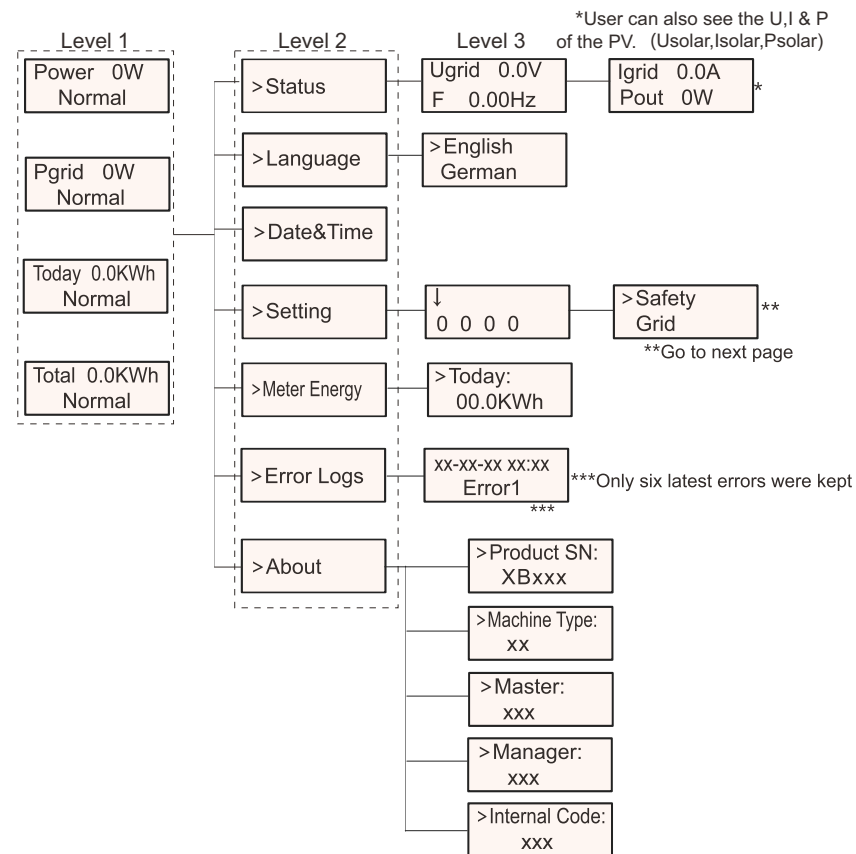 *User can also see the U,I & P
of the PV. (Usolar,Isolar,Psolar)
Level 1
Level 2
Level 3
Power 0W
Normal
Pgrid 0W
Normal
Today 0.0KWh
Normal
Total 0.0KWh
Normal
>Status
Ugrid 0.0V
F 0.00Hz
Igrid 0.0A
Pout 0W
*
>Language
>English
German
>Date&Time
>Setting
↓
0 0 0 0
>Safety
Grid
**
**Go to next page
>Meter Energy
>Today:
00.0KWh
>Error Logs
xx-xx-xx xx:xx
Error1
***Only six latest errors were kept
***
>About
>Product SN:
XBxxx
>Machine Type:
xx
>Master:
xxx
>Manager:
xxx
>Internal Code:
xxx